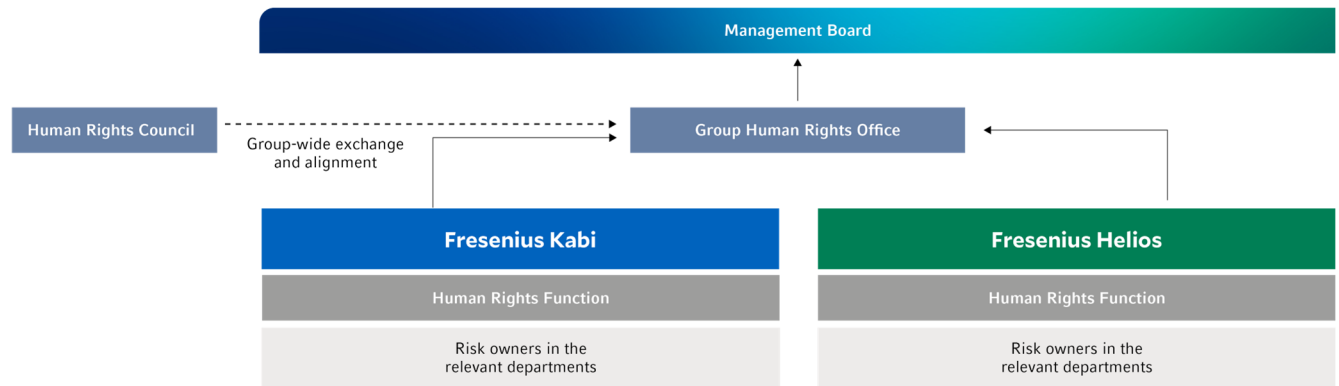 Management Board
Human Rights Council
Group-wide exchange
and alignment
Group Human Rights Office
Fresenius Kabi
Human Rights Function
Risk owners in the
relevant departments
Fresenius Helios
Human Rights Function
Risk owners in the
relevant departments